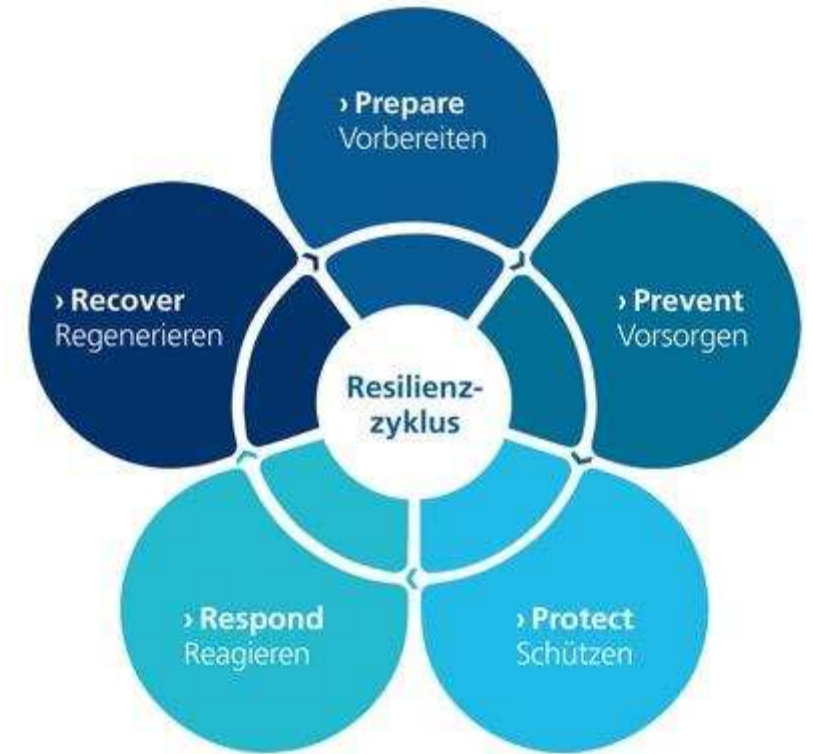 › Prepare
Vorbereiten
› Prevent
Vorsorgen
› Protect
Schützen
› Respond
Reagieren
› Recover
Regenerieren
Resilienz-
zyklus